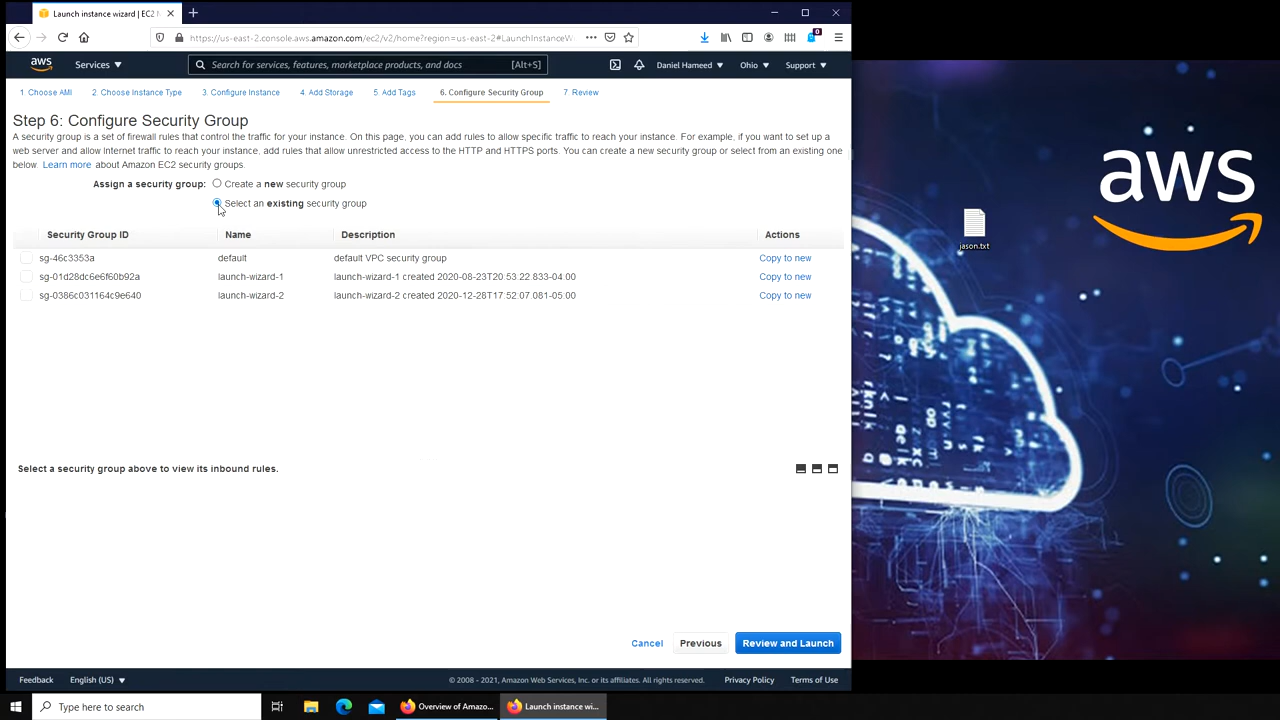 Launch instance wizard | EC2 M
https://us-east-2.console.aws.amazon.com/ec2/v2/home?region=us-east-2#LaunchInstanceW
0
aws
Services
Search for services, features, marketplace products, and docs
[Alt+S]
Daniel Hameed
Ohio
Support
1. Choose AMI
2. Choose Instance Type
3. Configure Instance
4. Add Storage
5. Add Tags
6. Configure Security Group
7. Review
Step 6: Configure Security Group
A security group is a set of firewall rules that control the traffic for your instance. On this page, you can add rules to allow specific traffic to reach your instance. For example, if you want to set up a
web server and allow Internet traffic to reach your instance, add rules that allow unrestricted access to the HTTP and HTTPS ports. You can create a new security group or select from an existing one
below. Learn more about Amazon EC2 security groups.
Assign a security group: Create a new security group
Select an existing security group
Security Group ID Name Description Actions
sg-46c3353a default default VPC security group Copy to new
sg-01d28dc6e6f60b92a launch-wizard-1 launch-wizard-1 created 2020-08-23T20:53:22.833-04:00 Copy to new
sg-0386c031164c9e640 launch-wizard-2 launch-wizard-2 created 2020-12-28T17:52:07.081-05:00 Copy to new
Select a security group above to view its inbound rules.
Cancel Previous Review and Launch
Feedback English (US) © 2008 - 2021, Amazon Web Services, Inc. or its affiliates. All rights reserved. Privacy Policy Terms of Use
Type here to search
Overview of Amazo...
Launch instance wi...
aws
jason.txt